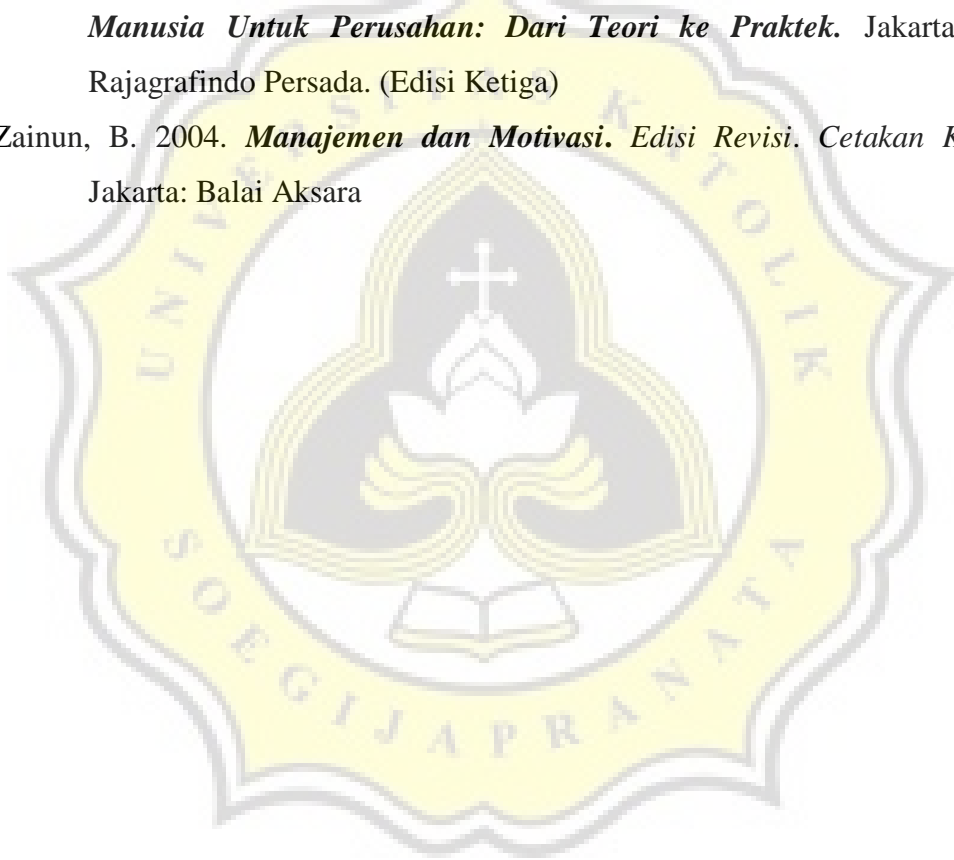 Manusia Untuk Perusahan: Dari Teori ke Praktek. Jakarta
Rajagrafindo Persada. (Edisi Ketiga)
Zainun, B. 2004. Manajemen dan Motivasi. Edisi Revisi. Cetakan K
Jakarta: Balai Aksara
UNIVERSITAS KATOLIK
SOEGIJAPRANATA